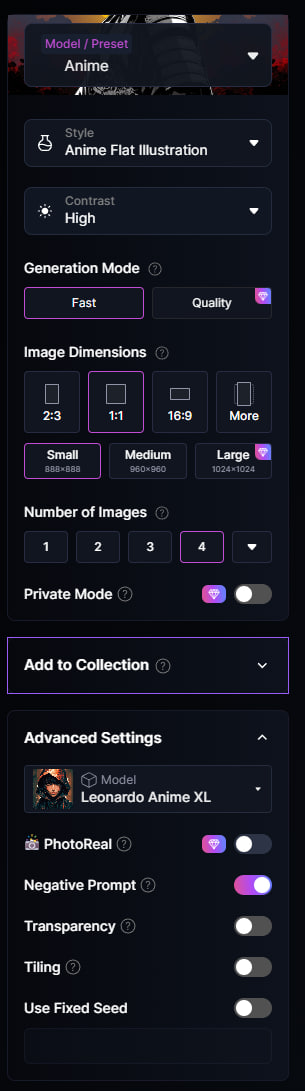 Model / Preset
Anime
Style
Anime Flat Illustration
Contrast
High
Generation Mode ?
Fast
Quality
Image Dimensions ?
2:3
1:1
16:9
More
Small
888×888
Medium
960×960
Large
1024×1024
Number of Images ?
1
2
3
4
Private Mode ?
Add to Collection ?
Advanced Settings
Model
Leonardo Anime XL
PhotoReal ?
Negative Prompt ?
Transparency ?
Tiling ?
Use Fixed Seed